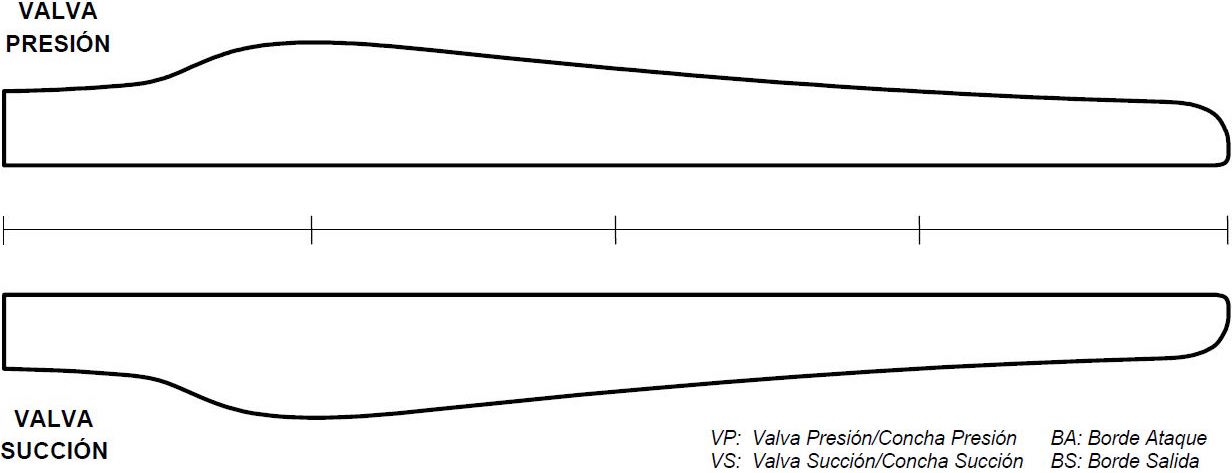 VALVA
PRESIÓN
VALVA
SUCCIÓN
VP: Valva Presión/Concha Presión BA: Borde Ataque
VS: Valva Succión/Concha Succión BS: Borde Salida